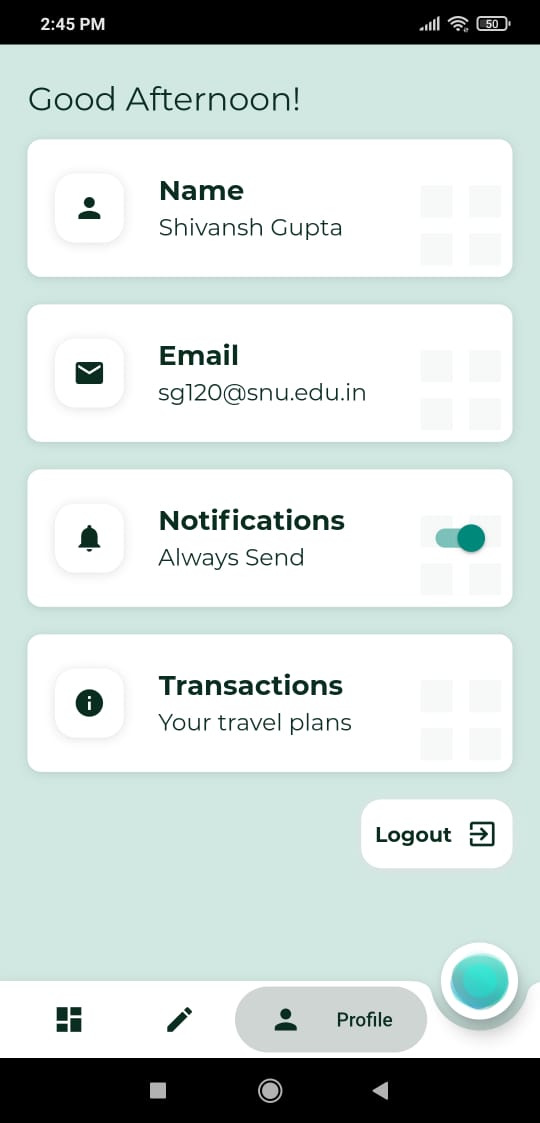 2:45 PM
50
Good Afternoon!
Name
Shivansh Gupta
Email
sg120@snu.edu.in
Notifications
Always Send
Transactions
Your travel plans
Logout
Profile